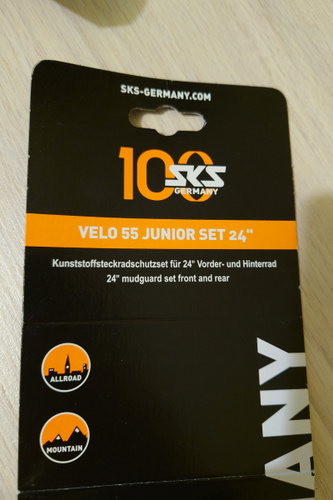 SKS-GERMANY.COM
100 SKS
GERMANY
VELO 55 JUNIOR SET 24"
Kunststoffsteckradschutzset für 24" Vorder- und Hinterrad
24" mudguard set front and rear
ALLROAD
MOUNTAIN
ANY